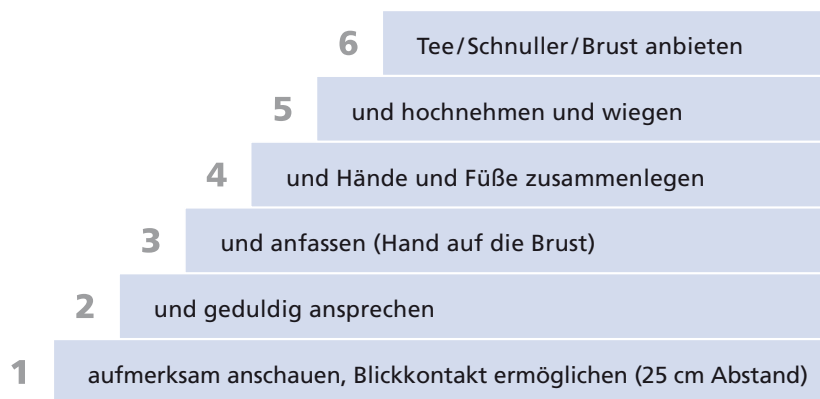 6 Tee/Schnuller/Brust anbieten
5 und hochnehmen und wiegen
4 und Hände und Füße zusammenlegen
3 und anfassen (Hand auf die Brust)
2 und geduldig ansprechen
1 aufmerksam anschauen, Blickkontakt ermöglichen (25 cm Abstand)